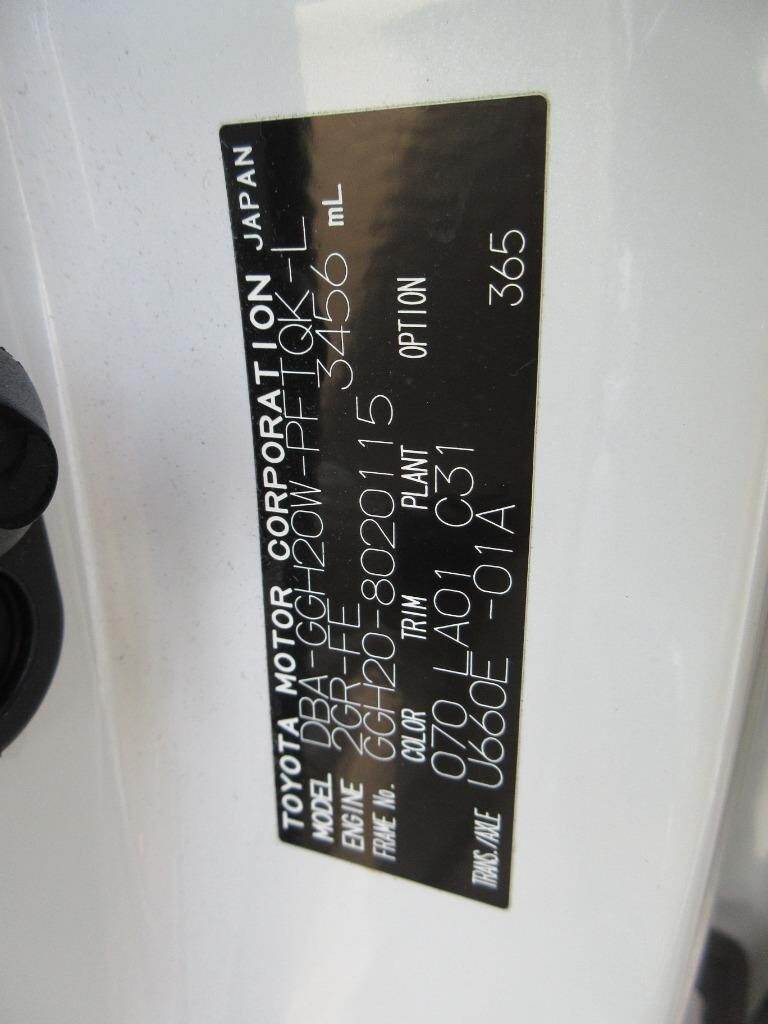 TOYOTA MOTOR CORPORATION JAPAN
MODEL DBA-GGH20W-PFTQK-L
ENGINE 2GR-FE 3456 mL
FRAME No. GGH20-8020115
COLOR TRIM PLANT OPTION
070 LA01 C31
TRANS./AXLE U660E -01A 365